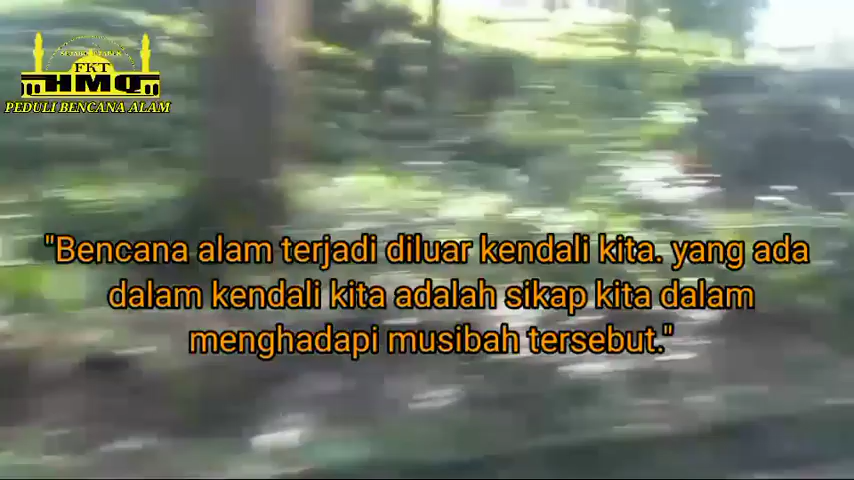 FKT
HMQ
PEDULI BENCANA ALAM
"Bencana alam terjadi diluar kendali kita. yang ada
dalam kendali kita adalah sikap kita dalam
menghadapi musibah tersebut."